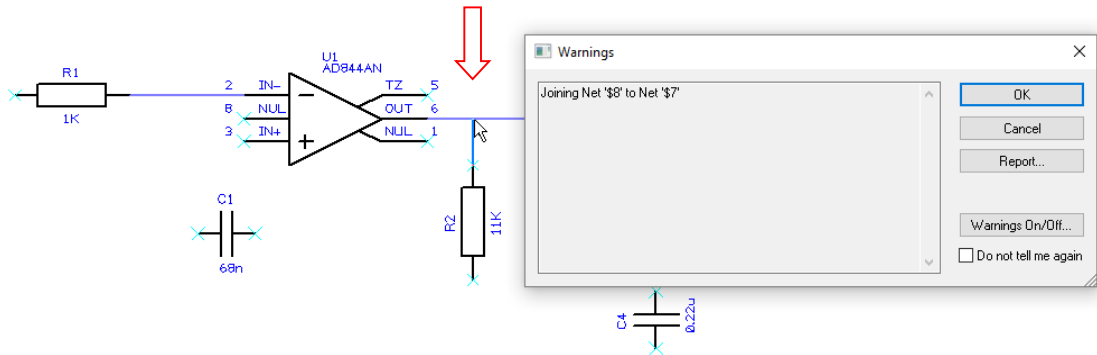 Warnings
Joining Net '$8' to Net '$7'
OK
Cancel
Report...
Warnings On/Off...
Do not tell me again
R1
1K
U1
AD844AN
2 IN- TZ 5
8 NUL OUT 6
3 IN+ NUL 1
C1
68n
R2
11K
C4
0.22u